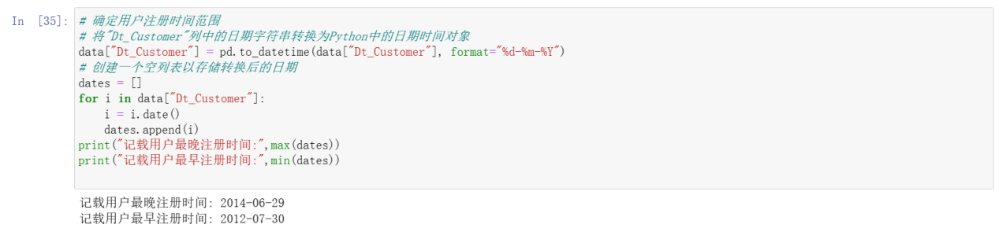 In [35]:
# 确定用户注册时间范围
# 将"Dt_Customer"列中的日期字符串转换为Python中的日期时间对象
data["Dt_Customer"] = pd.to_datetime(data["Dt_Customer"], format="%d-%m-%Y")
# 创建一个空列表以存储转换后的日期
dates = []
for i in data["Dt_Customer"]:
    i = i.date()
    dates.append(i)
print("记载用户最晚注册时间:",max(dates))
print("记载用户最早注册时间:",min(dates))
记载用户最晚注册时间: 2014-06-29
记载用户最早注册时间: 2012-07-30